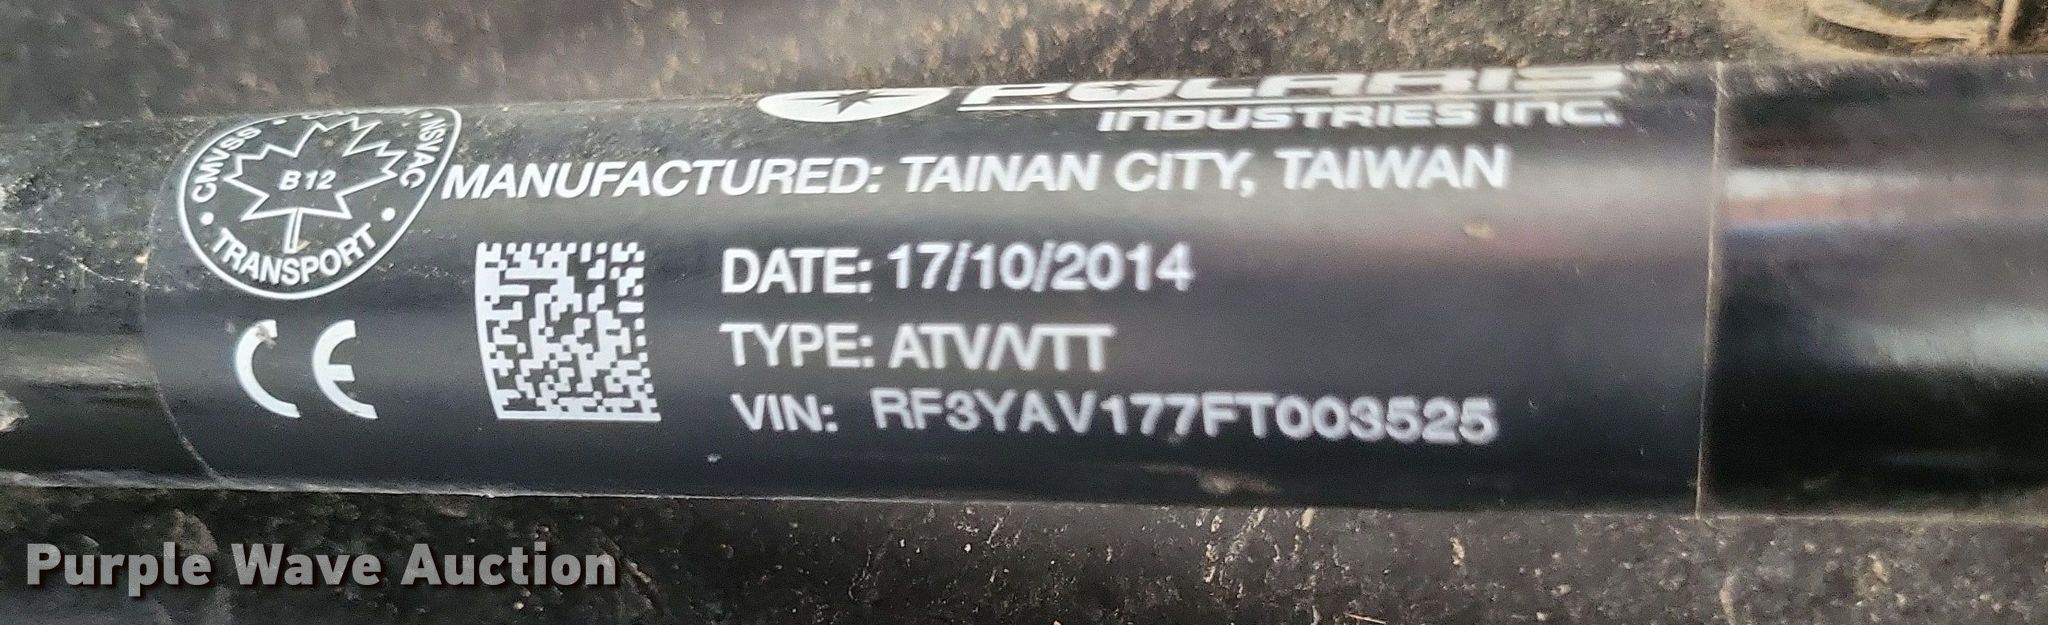 POLARIS
INDUSTRIES INC.
CMVSS • NSVAC
B12
• TRANSPORT •
MANUFACTURED: TAINAN CITY, TAIWAN
CE
DATE: 17/10/2014
TYPE: ATV/VTT
VIN: RF3YAV177FT003525
Purple Wave Auction